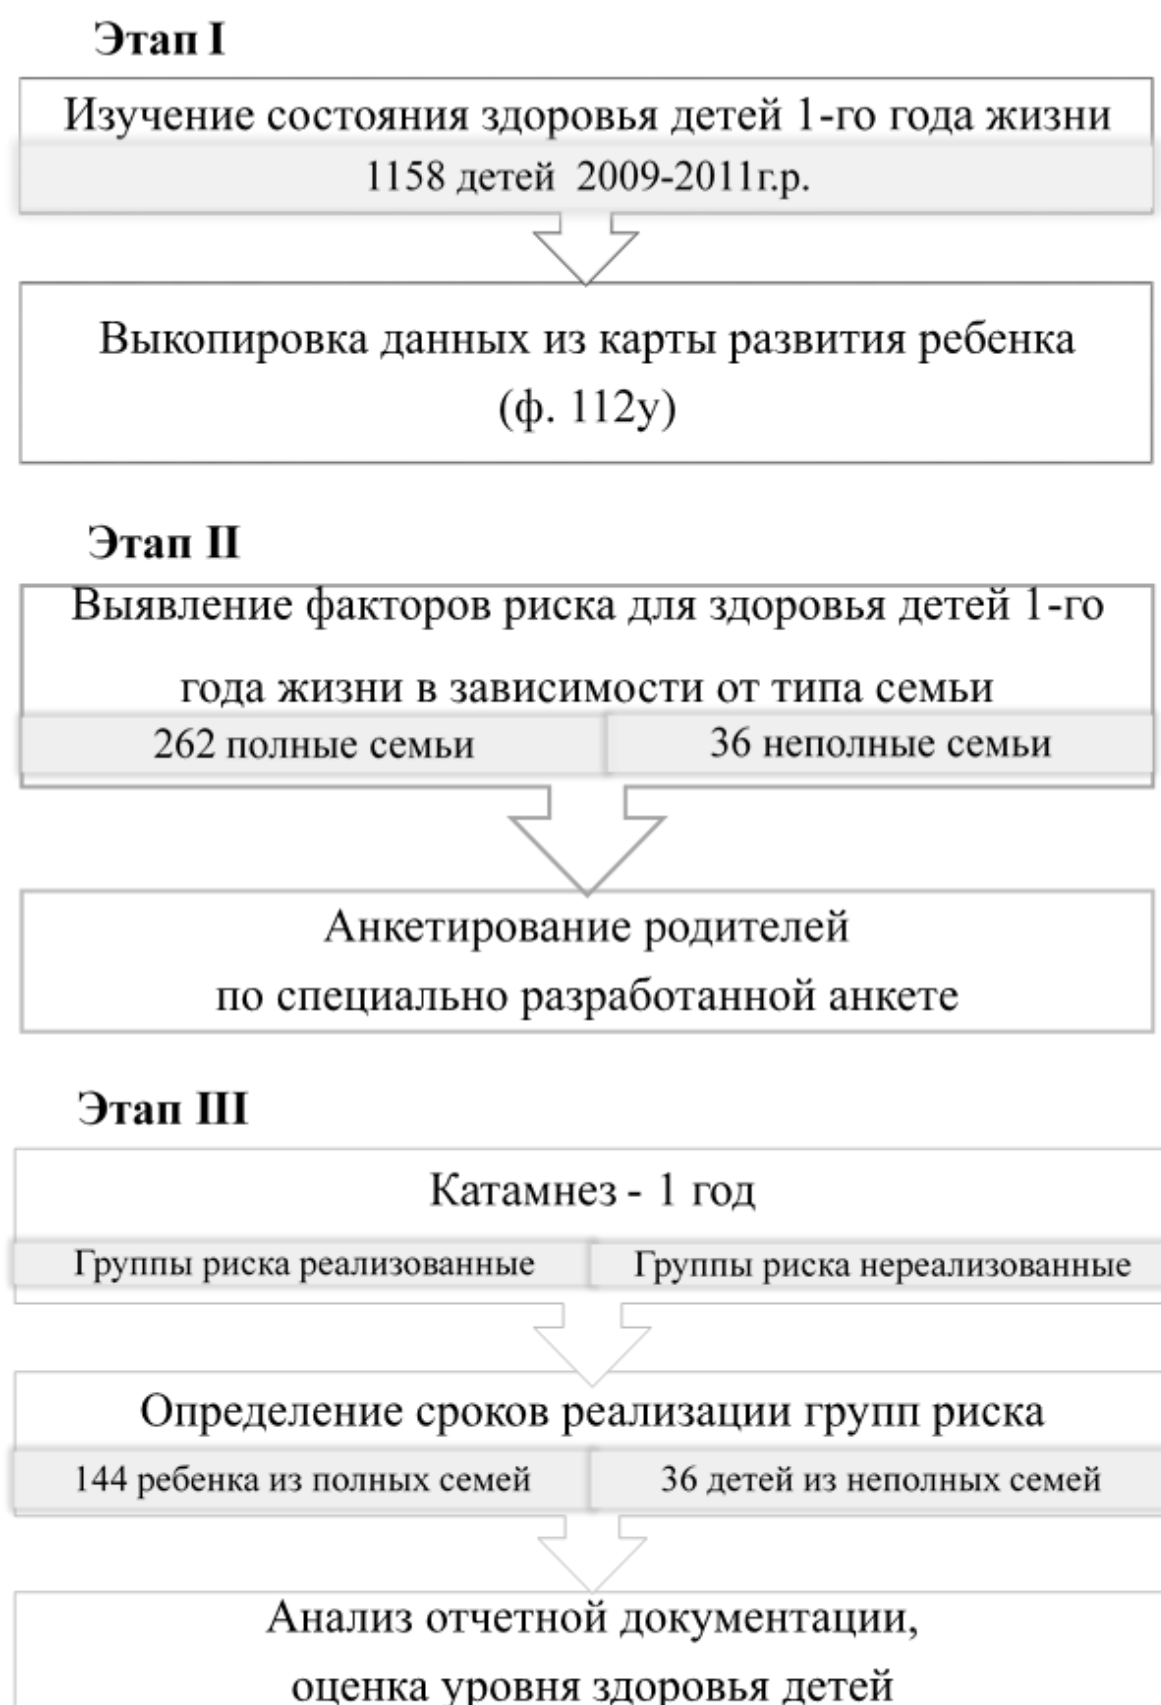 Этап I
Изучение состояния здоровья детей 1-го года жизни
1158 детей 2009-2011г.р.
Выкопировка данных из карты развития ребенка
(ф. 112у)
Этап II
Выявление факторов риска для здоровья детей 1-го
года жизни в зависимости от типа семьи
262 полные семьи
36 неполные семьи
Анкетирование родителей
по специально разработанной анкете
Этап III
Катамнез - 1 год
Группы риска реализованные
Группы риска нереализованные
Определение сроков реализации групп риска
144 ребенка из полных семей
36 детей из неполных семей
Анализ отчетной документации,
оценка уровня здоровья детей